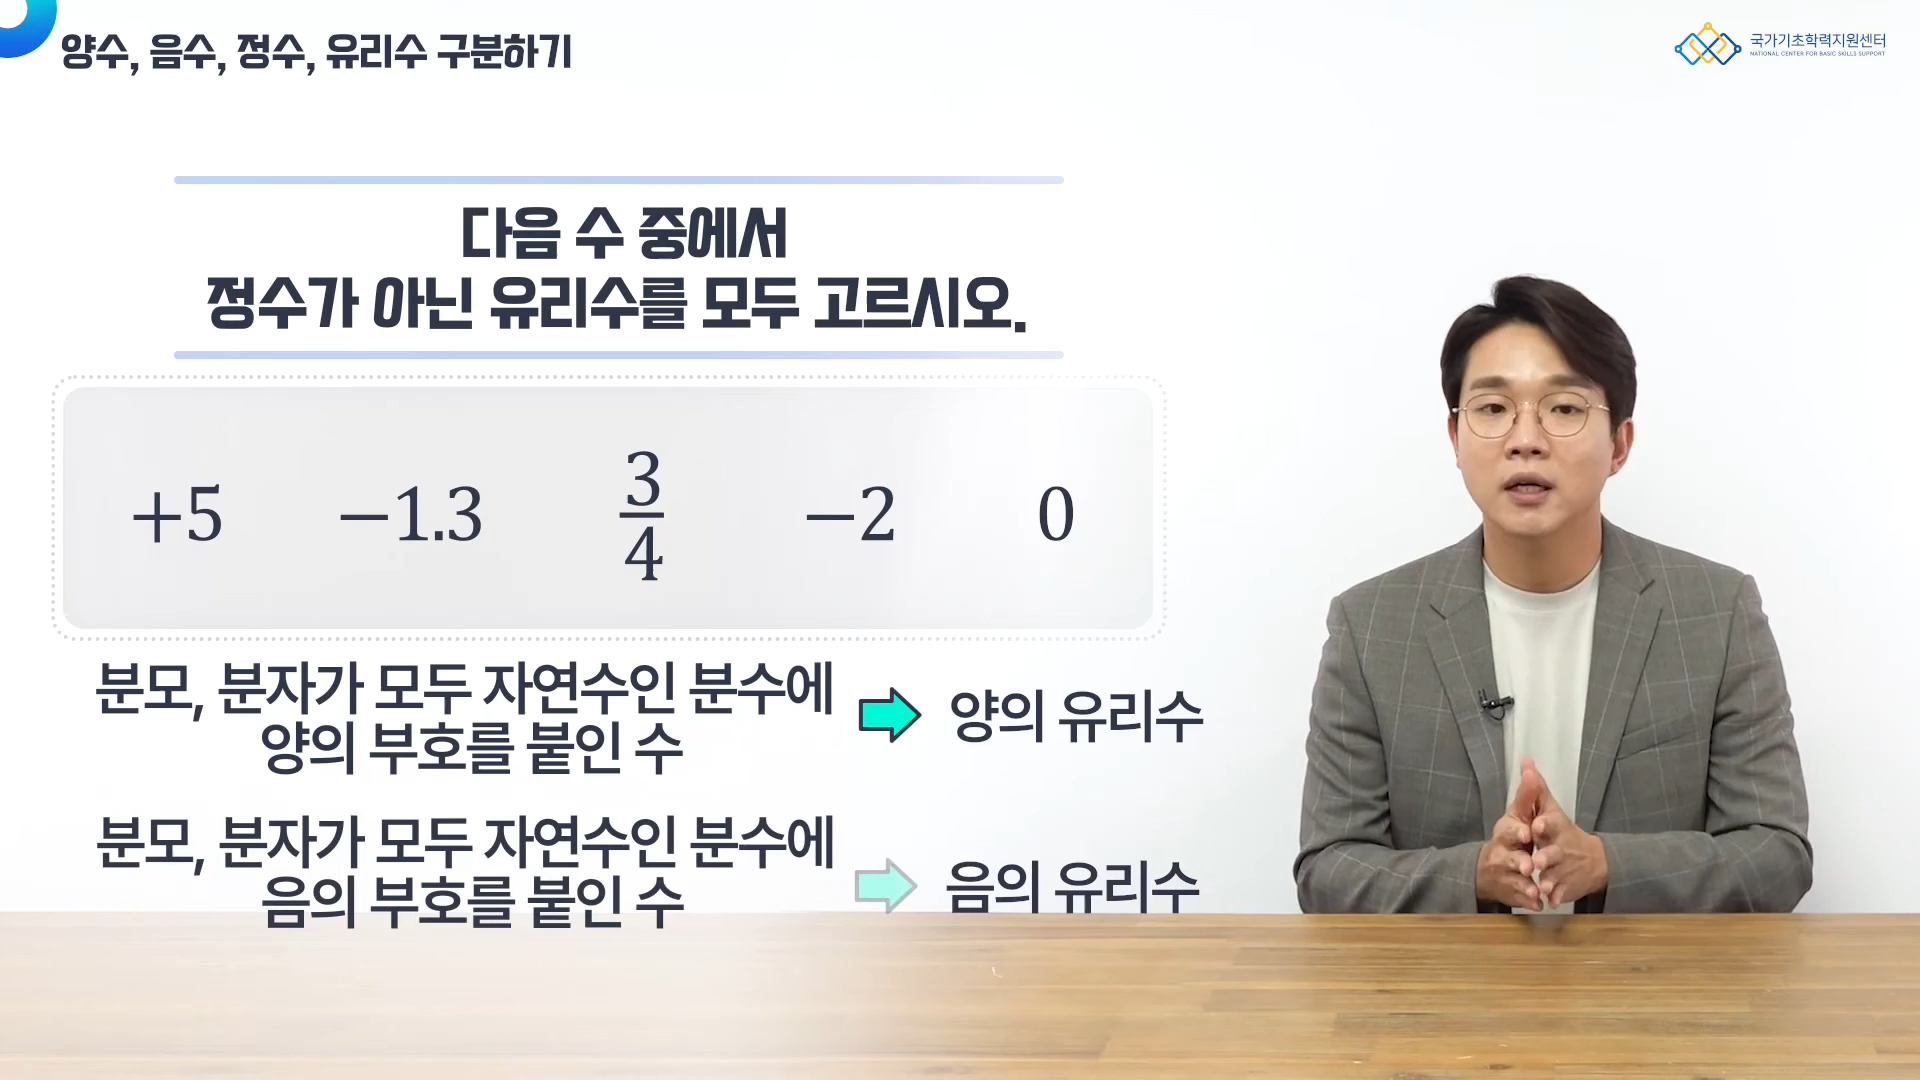 양수, 음수, 정수, 유리수 구분하기
국가기초학력지원센터
NATIONAL CENTER FOR BASIC SKILLS SUPPORT
다음 수 중에서
정수가 아닌 유리수를 모두 고르시오.
+5 −1.3 3/4 −2 0
분모, 분자가 모두 자연수인 분수에
양의 부호를 붙인 수
양의 유리수
분모, 분자가 모두 자연수인 분수에
음의 부호를 붙인 수
음의 유리수